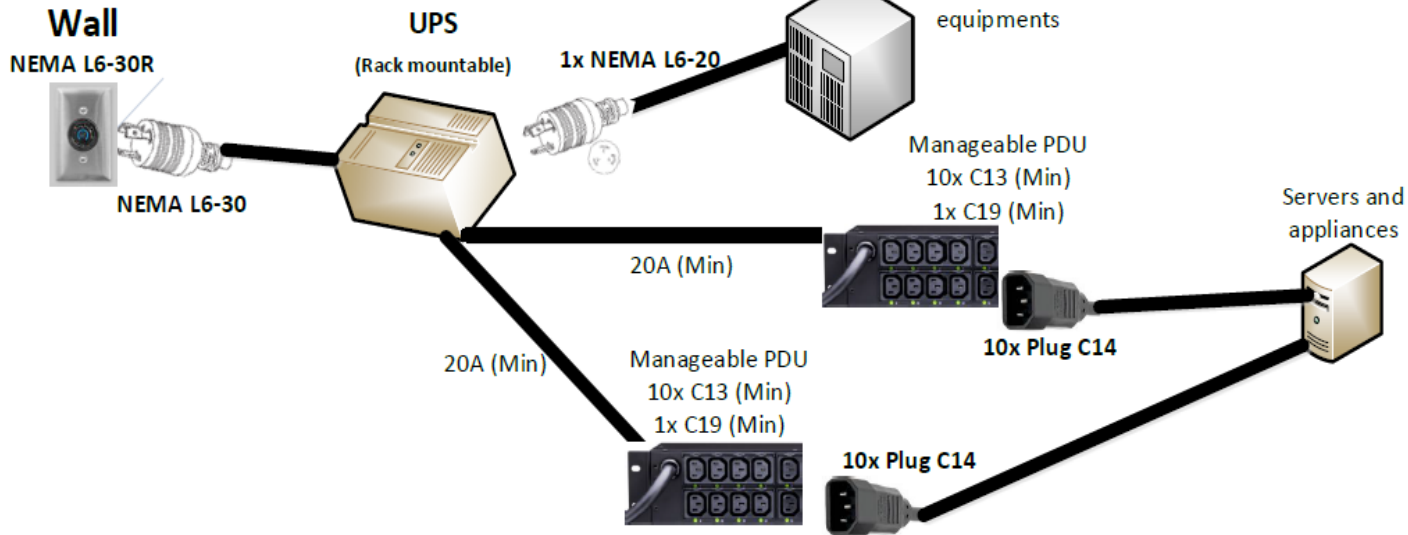 Wall
NEMA L6-30R
NEMA L6-30
UPS
(Rack mountable)
1x NEMA L6-20
equipments
20A (Min)
Manageable PDU
10x C13 (Min)
1x C19 (Min)
10x Plug C14
Servers and
appliances
20A (Min)
Manageable PDU
10x C13 (Min)
1x C19 (Min)
10x Plug C14